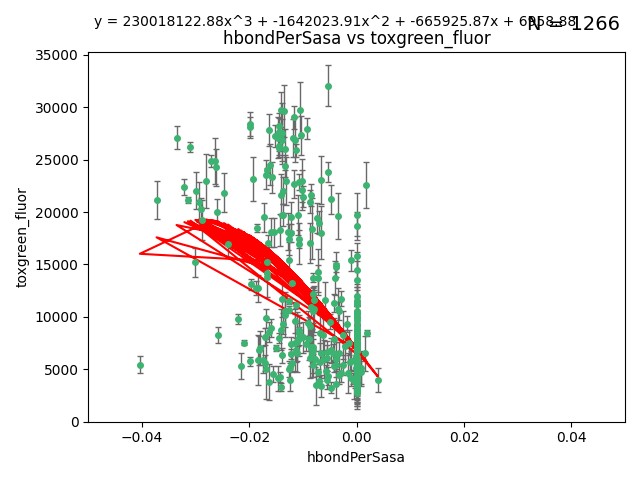 y = 230018122.88x^3 + -1642023.91x^2 + -665925.87x + 6958.88
N = 1266
hbondPerSasa vs toxgreen_fluor
35000
30000
25000
20000
15000
10000
5000
0
toxgreen_fluor
−0.04
−0.02
0.00
0.02
0.04
hbondPerSasa